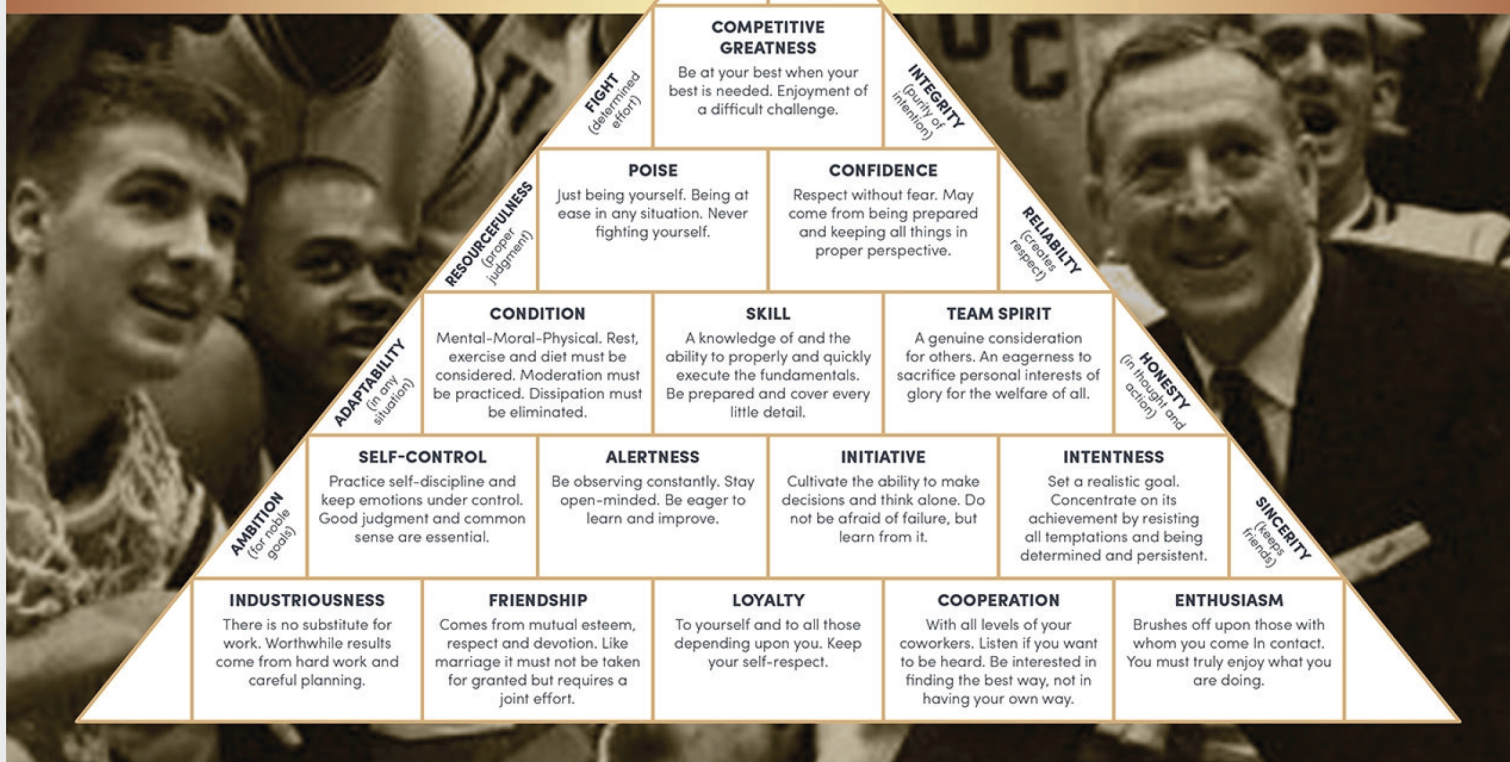 COMPETITIVE
GREATNESS
Be at your best when your
best is needed. Enjoyment of
a difficult challenge.
FIGHT
(determined
effort)
INTEGRITY
(purity of
intention)
POISE
Just being yourself. Being at
ease in any situation. Never
fighting yourself.
CONFIDENCE
Respect without fear. May
come from being prepared
and keeping all things in
proper perspective.
RESOURCEFULNESS
(proper
judgment)
RELIABILTY
(creates
respect)
CONDITION
Mental-Moral-Physical. Rest,
exercise and diet must be
considered. Moderation must
be practiced. Dissipation must
be eliminated.
SKILL
A knowledge of and the
ability to properly and quickly
execute the fundamentals.
Be prepared and cover every
little detail.
TEAM SPIRIT
A genuine consideration
for others. An eagerness to
sacrifice personal interests of
glory for the welfare of all.
ADAPTABILITY
(in any
situation)
HONESTY
(in thought and
action)
SELF-CONTROL
Practice self-discipline and
keep emotions under control.
Good judgment and common
sense are essential.
ALERTNESS
Be observing constantly. Stay
open-minded. Be eager to
learn and improve.
INITIATIVE
Cultivate the ability to make
decisions and think alone. Do
not be afraid of failure, but
learn from it.
INTENTNESS
Set a realistic goal.
Concentrate on its
achievement by resisting
all temptations and being
determined and persistent.
AMBITION
(for noble
goals)
SINCERITY
(keeps
friends)
INDUSTRIOUSNESS
There is no substitute for
work. Worthwhile results
come from hard work and
careful planning.
FRIENDSHIP
Comes from mutual esteem,
respect and devotion. Like
marriage it must not be taken
for granted but requires a
joint effort.
LOYALTY
To yourself and to all those
depending upon you. Keep
your self-respect.
COOPERATION
With all levels of your
coworkers. Listen if you want
to be heard. Be interested in
finding the best way, not in
having your own way.
ENTHUSIASM
Brushes off upon those with
whom you come In contact.
You must truly enjoy what you
are doing.
UC